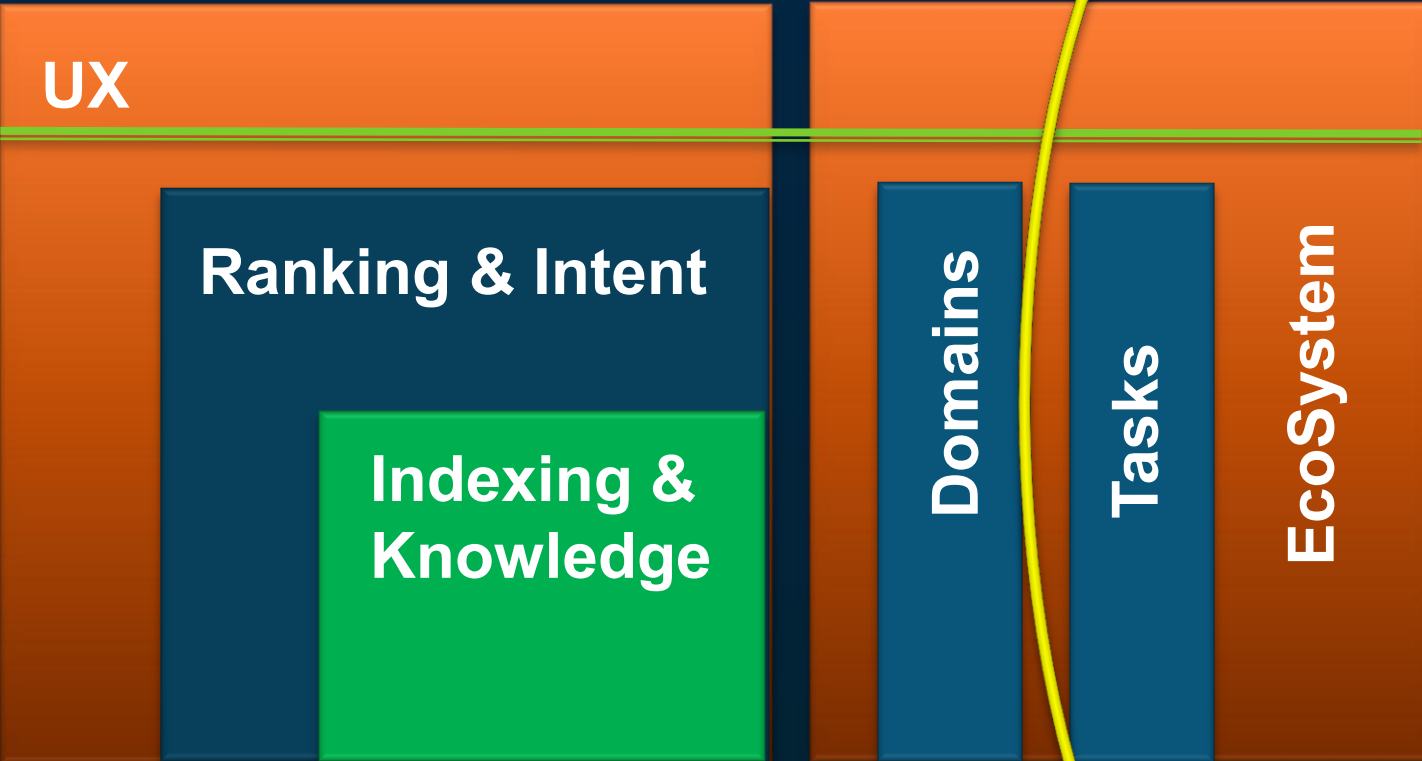 UX
Ranking & Intent
Indexing &
Knowledge
Domains
Tasks
EcoSystem